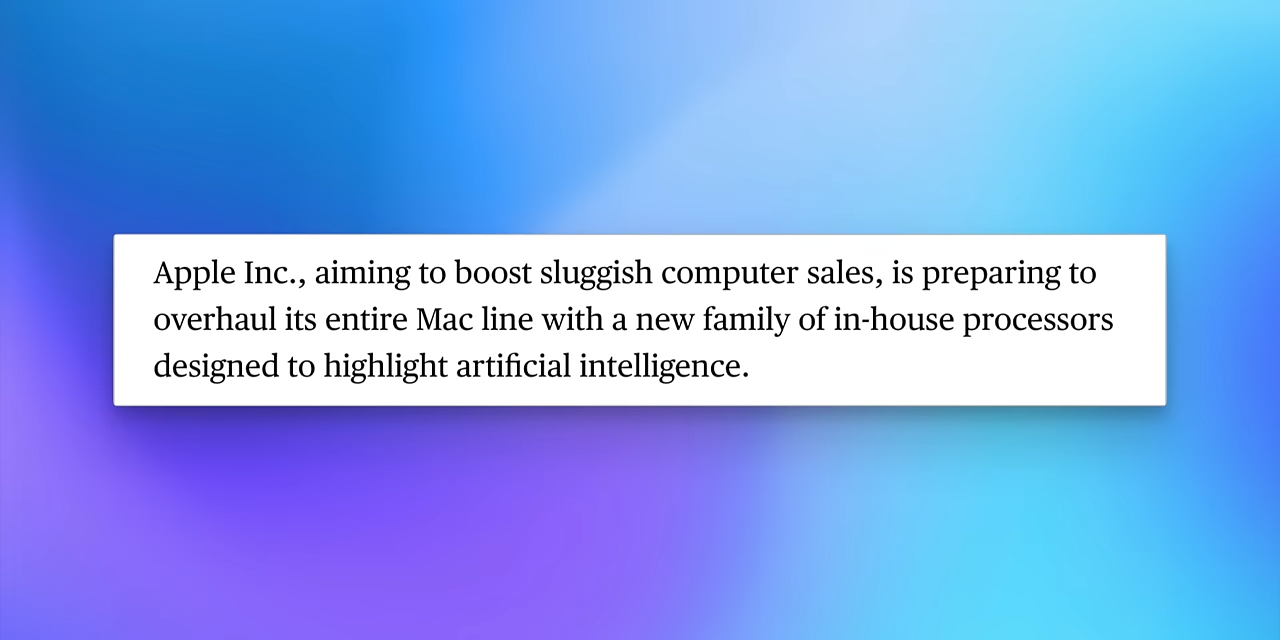 Apple Inc., aiming to boost sluggish computer sales, is preparing to
overhaul its entire Mac line with a new family of in-house processors
designed to highlight artificial intelligence.